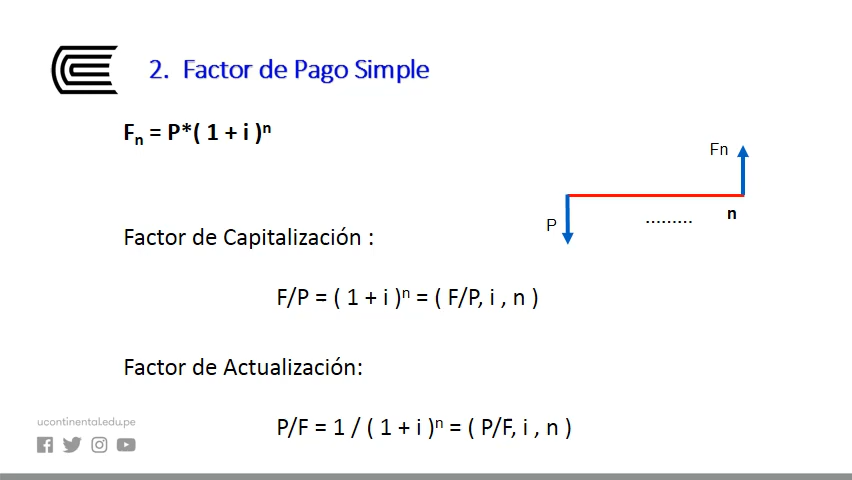 2. Factor de Pago Simple
Fn = P*( 1 + i )ⁿ
Fn
P
.........
n
Factor de Capitalización :
F/P = ( 1 + i )ⁿ = ( F/P, i , n )
Factor de Actualización:
P/F = 1 / ( 1 + i )ⁿ = ( P/F, i , n )
ucontinental.edu.pe